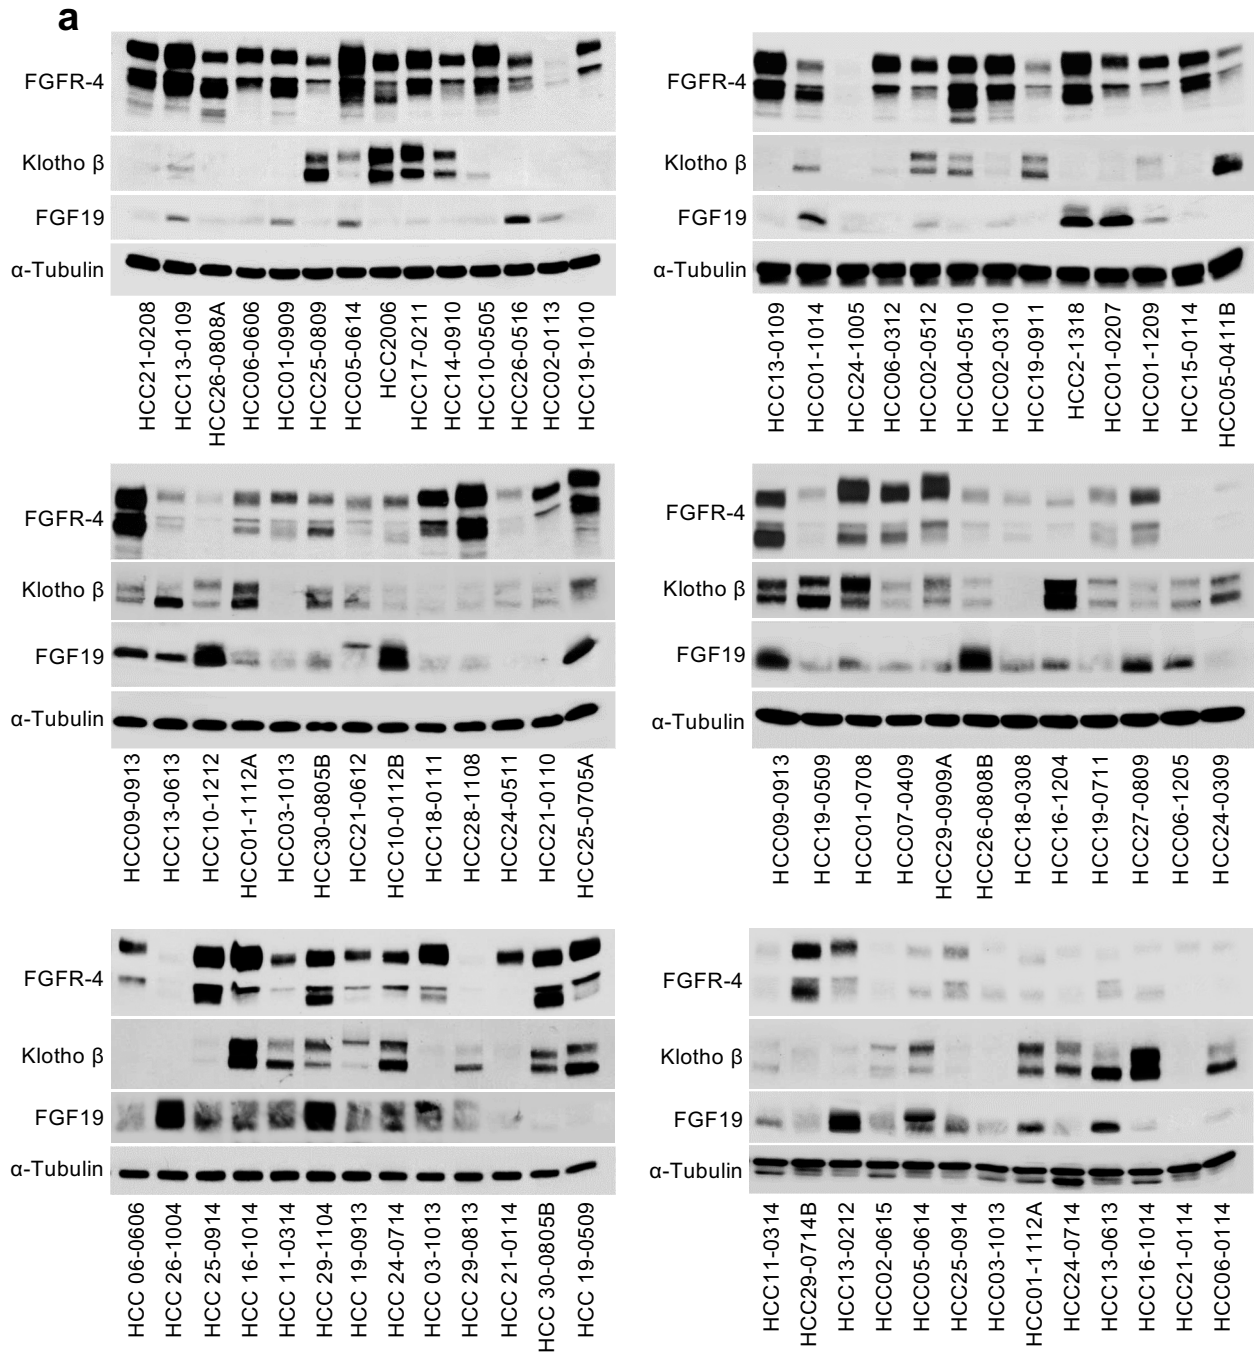 a
FGFR-4
Klotho β
FGF19
α-Tubulin
HCC21-0208
HCC13-0109
HCC26-0808A
HCC06-0606
HCC01-0909
HCC25-0809
HCC05-0614
HCC2006
HCC17-0211
HCC14-0910
HCC10-0505
HCC26-0516
HCC02-0113
HCC19-1010
FGFR-4
Klotho β
FGF19
α-Tubulin
HCC13-0109
HCC01-1014
HCC24-1005
HCC06-0312
HCC02-0512
HCC04-0510
HCC02-0310
HCC19-0911
HCC2-1318
HCC01-0207
HCC01-1209
HCC15-0114
HCC05-0411B
FGFR-4
Klotho β
FGF19
α-Tubulin
HCC09-0913
HCC13-0613
HCC10-1212
HCC01-1112A
HCC03-1013
HCC30-0805B
HCC21-0612
HCC10-0112B
HCC18-0111
HCC28-1108
HCC24-0511
HCC21-0110
HCC25-0705A
FGFR-4
Klotho β
FGF19
α-Tubulin
HCC09-0913
HCC19-0509
HCC01-0708
HCC07-0409
HCC29-0909A
HCC26-0808B
HCC18-0308
HCC16-1204
HCC19-0711
HCC27-0809
HCC06-1205
HCC24-0309
FGFR-4
Klotho β
FGF19
α-Tubulin
HCC 06-0606
HCC 26-1004
HCC 25-0914
HCC 16-1014
HCC 11-0314
HCC 29-1104
HCC 19-0913
HCC 24-0714
HCC 03-1013
HCC 29-0813
HCC 21-0114
HCC 30-0805B
HCC 19-0509
FGFR-4
Klotho β
FGF19
α-Tubulin
HCC11-0314
HCC29-0714B
HCC13-0212
HCC02-0615
HCC05-0614
HCC25-0914
HCC03-1013
HCC01-1112A
HCC24-0714
HCC13-0613
HCC16-1014
HCC21-0114
HCC06-0114